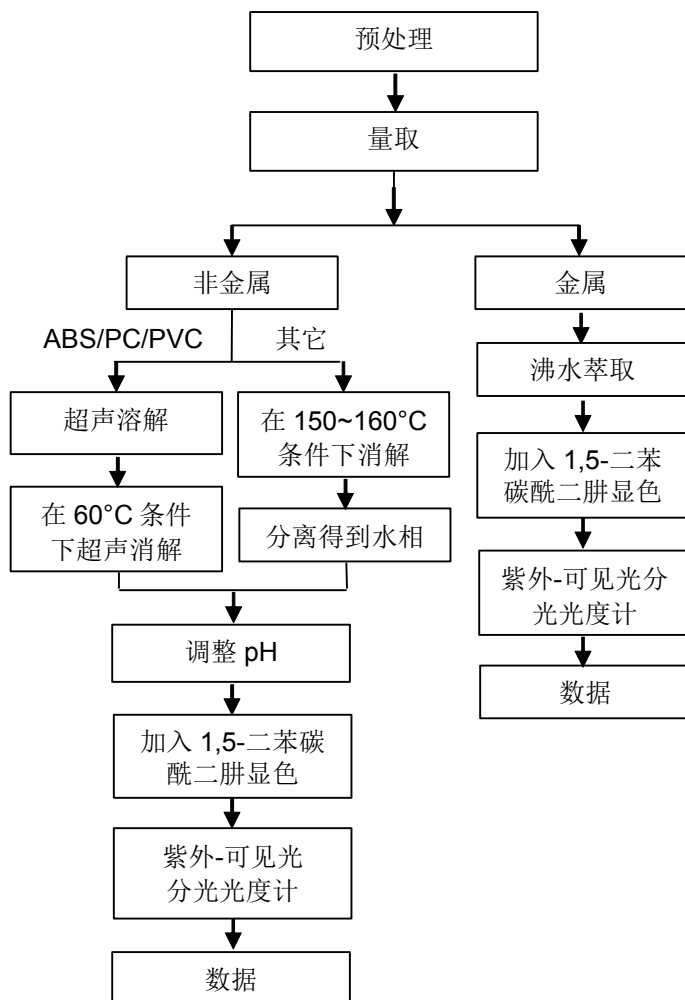 预处理
量取
非金属
金属
ABS/PC/PVC
其它
沸水萃取
超声溶解
在 150~160°C
条件下消解
加入 1,5-二苯
碳酰二肼显色
在 60°C 条件
下超声消解
分离得到水相
紫外-可见光分
光光度计
调整 pH
数据
加入 1,5-二苯碳
酰二肼显色
紫外-可见光
分光光度计
数据